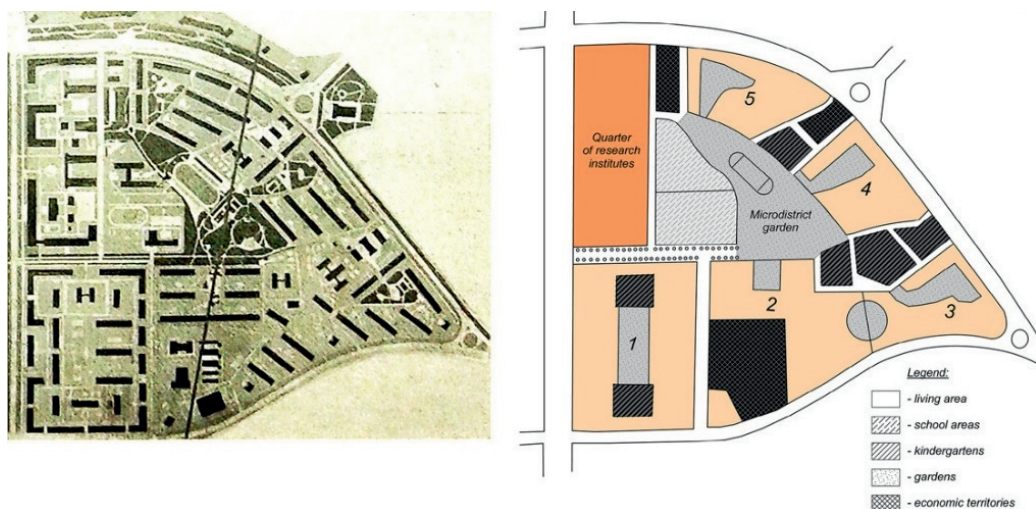 Quarter
of research
institutes
5
4
Microdistrict
garden
1
2
3
Legend:
- living area
- school areas
- kindergartens
- gardens
- economic territories